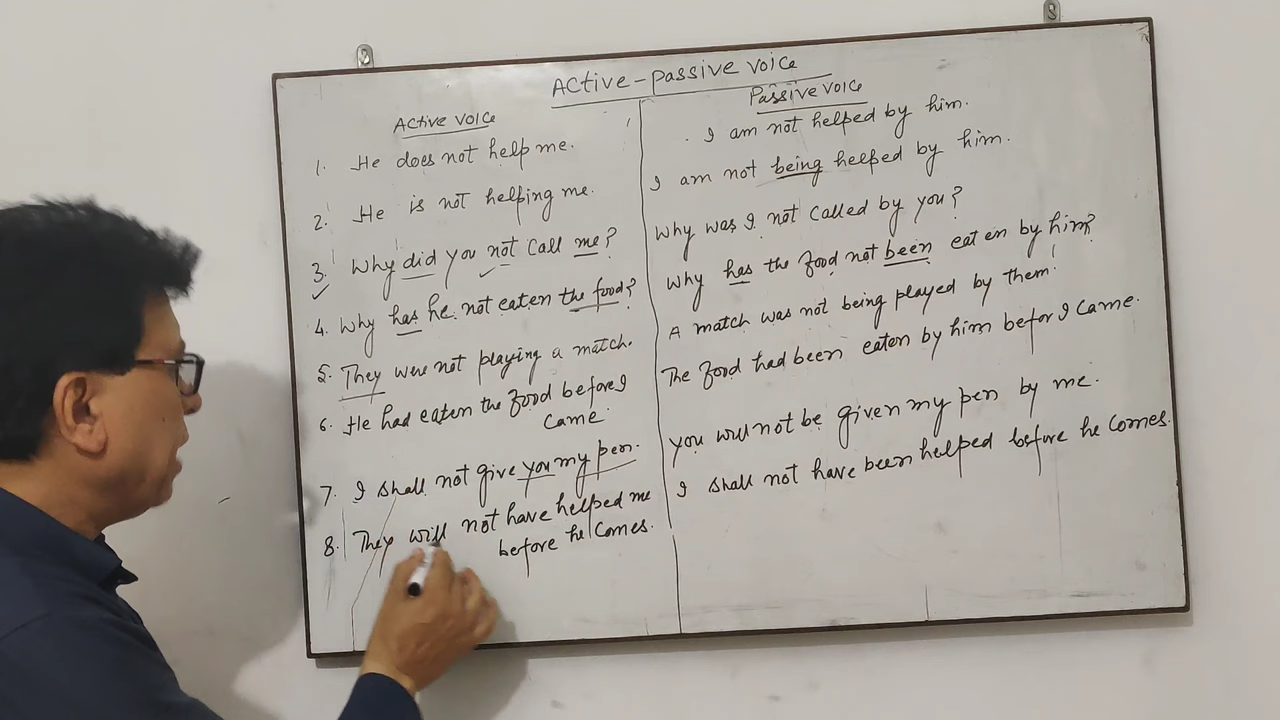 Active-passive voice
Active voice
1. He does not help me.
2. He is not helping me.
3. Why did you not call me?
4. Why has he not eaten the food?
5. They were not playing a match.
6. He had eaten the food before I
came.
7. I shall not give you my pen.
8. They will not have helped me
before he comes.
Passive voice
I am not helped by him.
I am not being helped by him.
Why was I not called by you?
Why has the food not been eaten by him?
A match was not being played by them.
The food had been eaten by him befor I came.
you will not be given my pen by me.
I shall not have been helped before he comes.